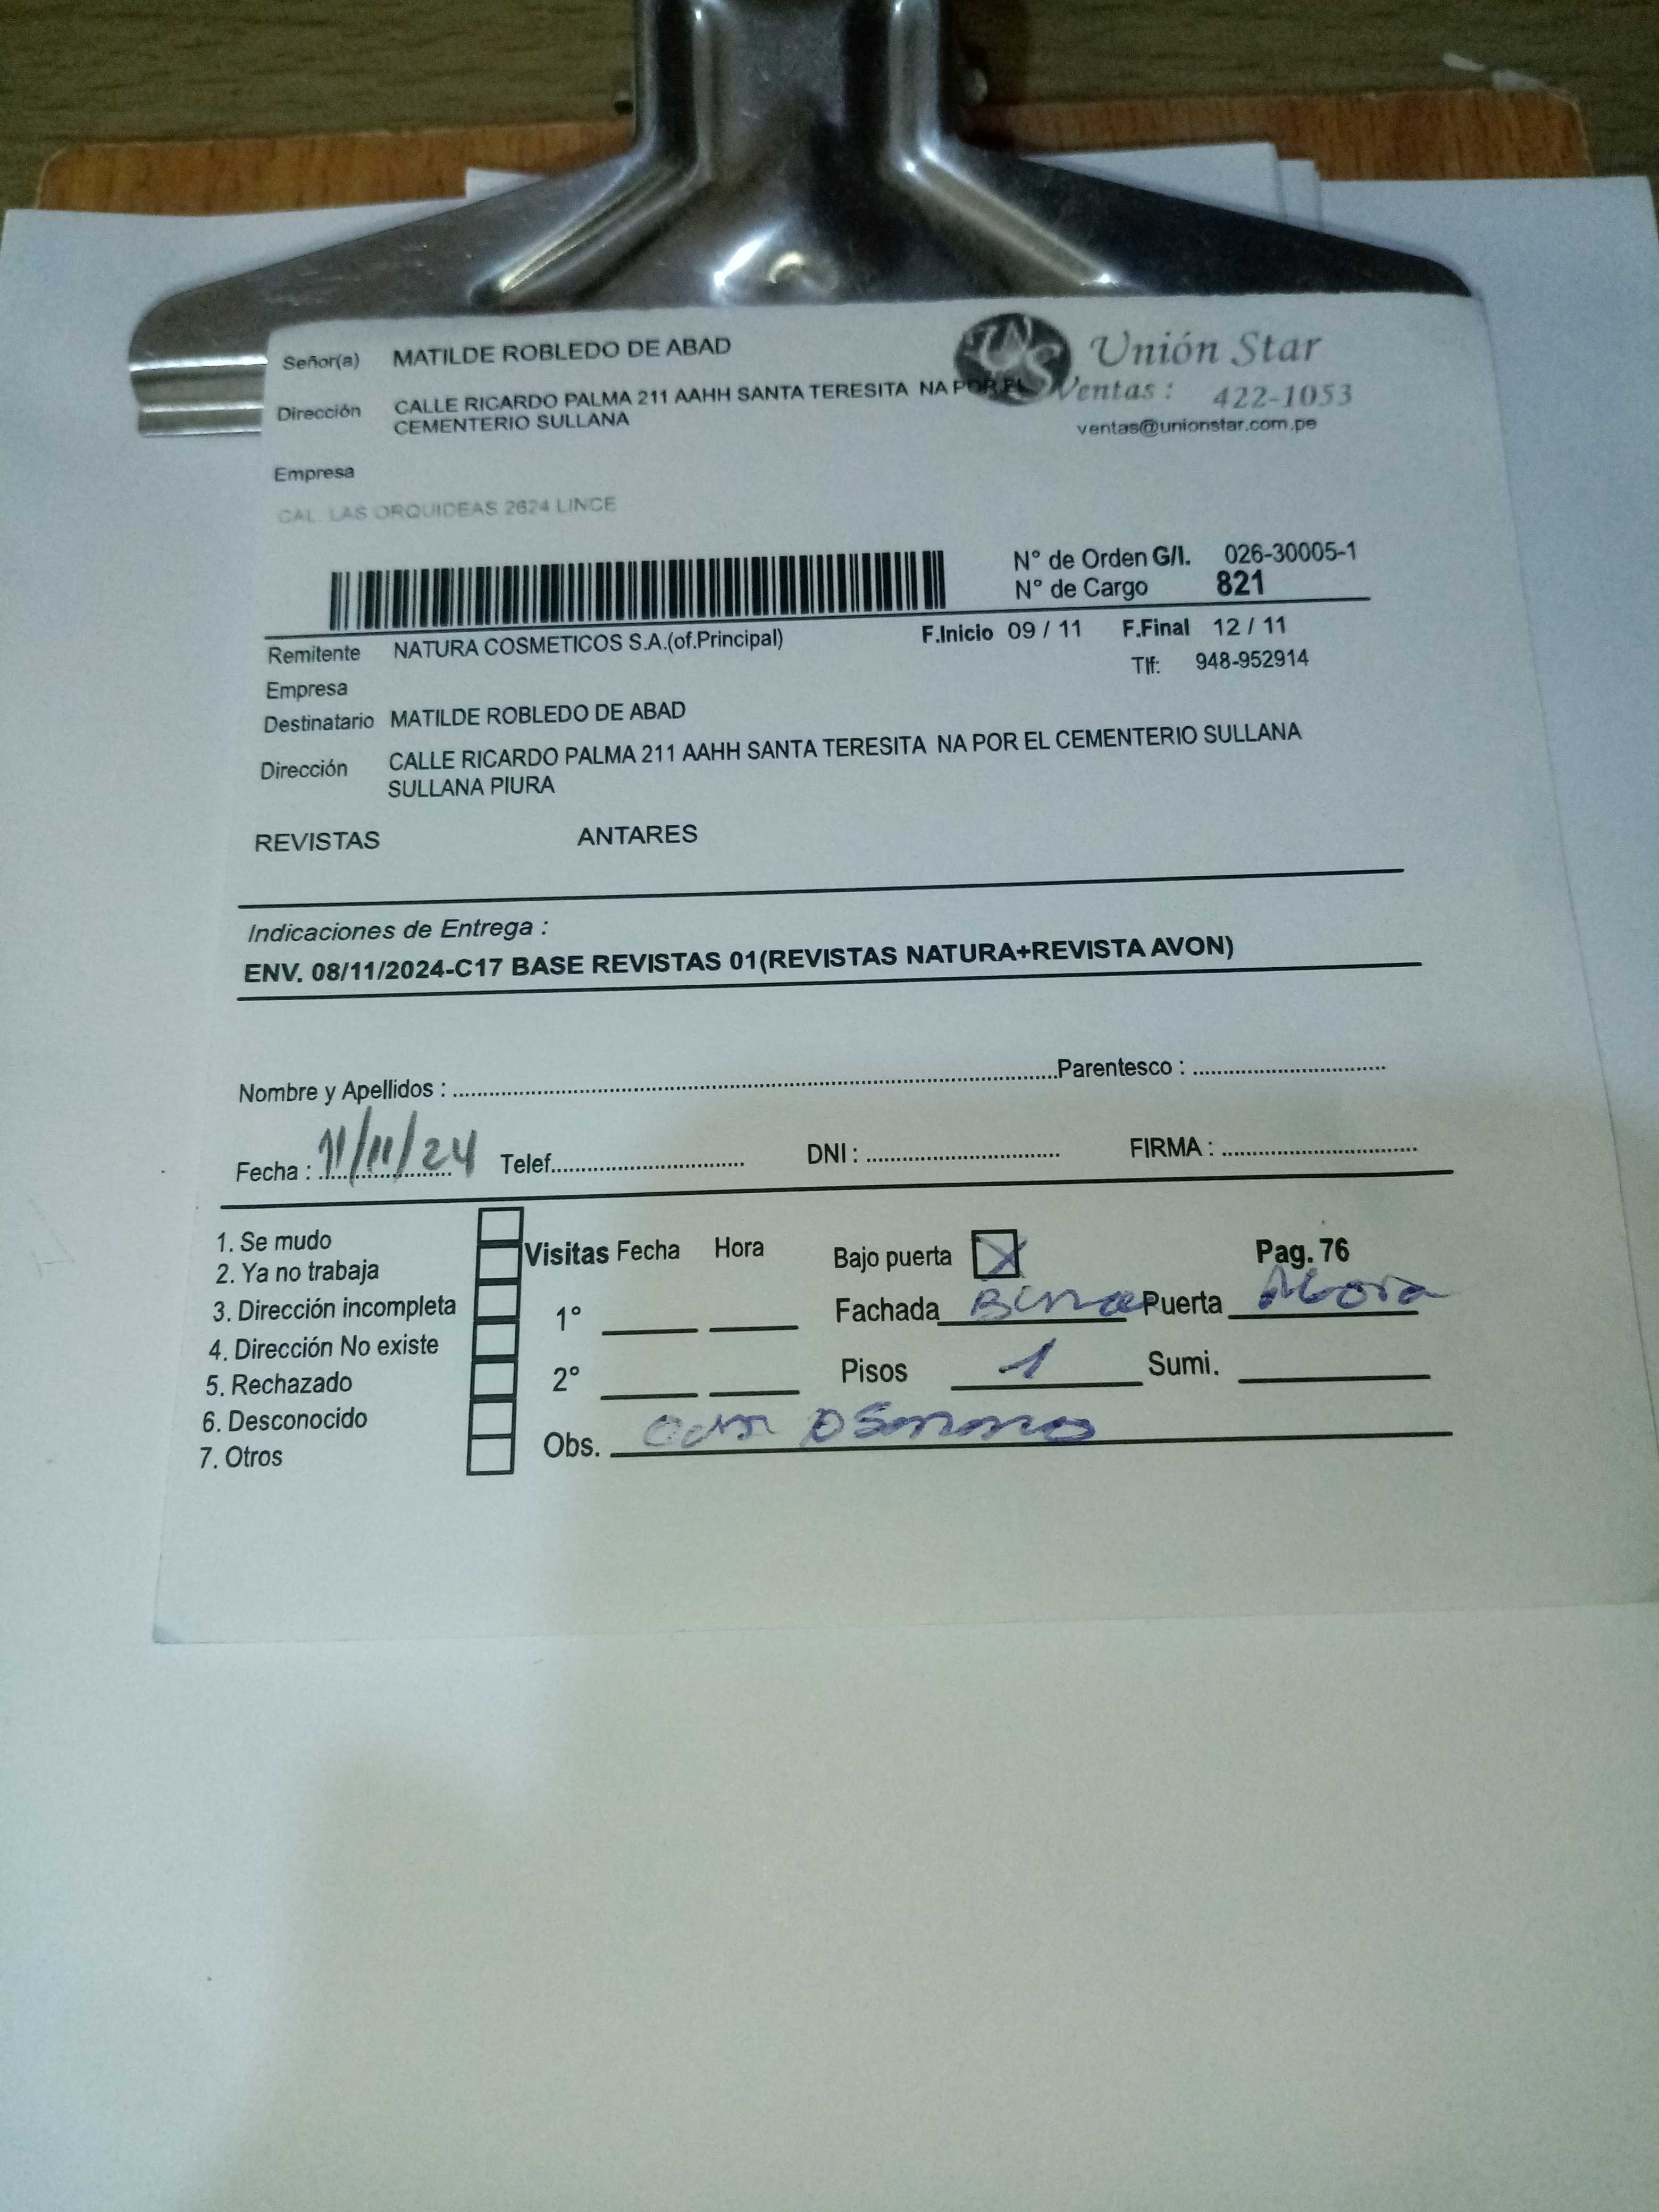 Señor(a) MATILDE ROBLEDO DE ABAD
Unión Star
Dirección CALLE RICARDO PALMA 211 AAHH SANTA TERESITA NA POR EL
CEMENTERIO SULLANA
Ventas : 422-1053
ventas@unionstar.com.pe
Empresa
CAL. LAS ORQUIDEAS 2624 LINCE
N° de Orden G/I. 026-30005-1
N° de Cargo 821
Remitente NATURA COSMETICOS S.A.(of.Principal) F.Inicio 09 / 11 F.Final 12 / 11
Empresa Tlf: 948-952914
Destinatario MATILDE ROBLEDO DE ABAD
Dirección CALLE RICARDO PALMA 211 AAHH SANTA TERESITA NA POR EL CEMENTERIO SULLANA
SULLANA PIURA
REVISTAS ANTARES
Indicaciones de Entrega :
ENV. 08/11/2024-C17 BASE REVISTAS 01(REVISTAS NATURA+REVISTA AVON)
Nombre y Apellidos : Parentesco :
Fecha : 11/11/24 Telef. DNI : FIRMA :
1. Se mudo
2. Ya no trabaja
3. Dirección incompleta
4. Dirección No existe
5. Rechazado
6. Desconocido
7. Otros
Visitas Fecha Hora
1°
2°
Bajo puerta X Pag. 76
Fachada Puerta
Pisos 1 Sumi.
Obs.